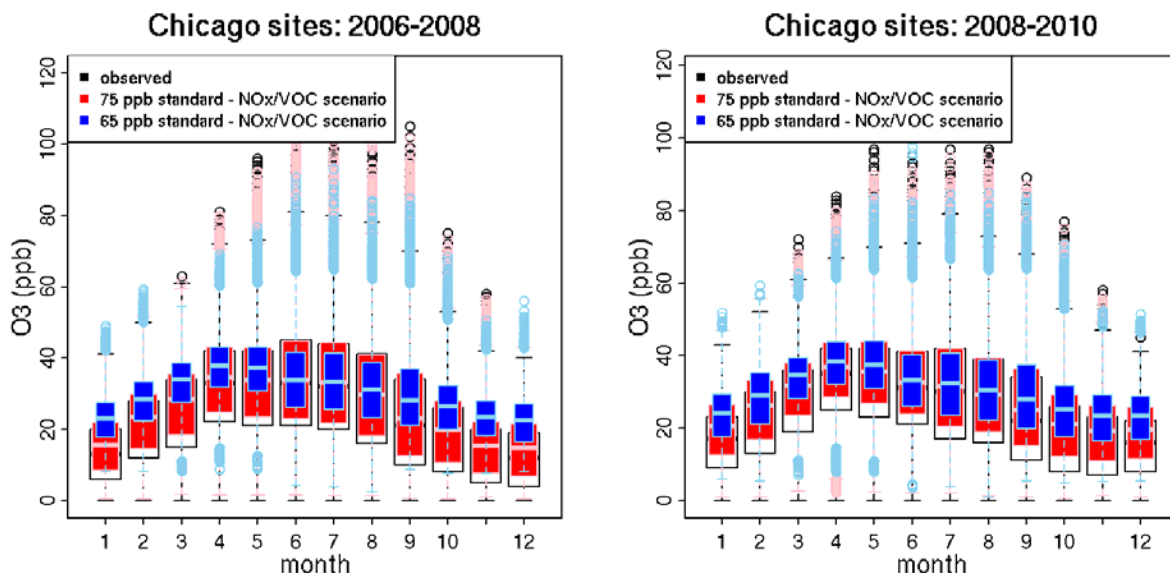 Chicago sites: 2006-2008
observed
75 ppb standard - NOx/VOC scenario
65 ppb standard - NOx/VOC scenario
O3 (ppb)
120
100
80
60
40
20
0
1 2 3 4 5 6 7 8 9 10 12
month
Chicago sites: 2008-2010
observed
75 ppb standard - NOx/VOC scenario
65 ppb standard - NOx/VOC scenario
O3 (ppb)
120
100
80
60
40
20
0
1 2 3 4 5 6 7 8 9 10 12
month